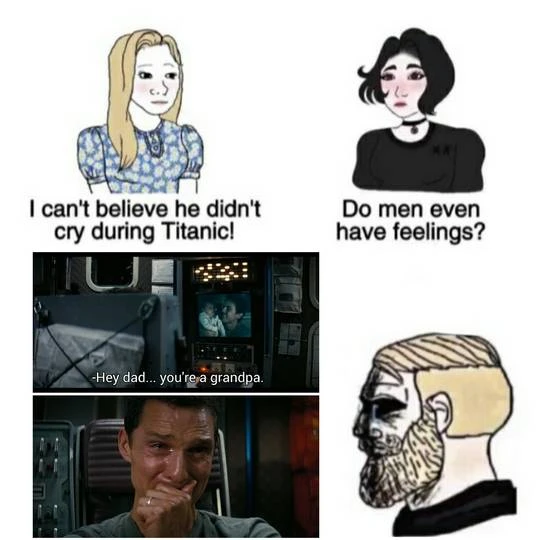 I can't believe he didn't
cry during Titanic!
Do men even
have feelings?
-Hey dad... you're a grandpa.